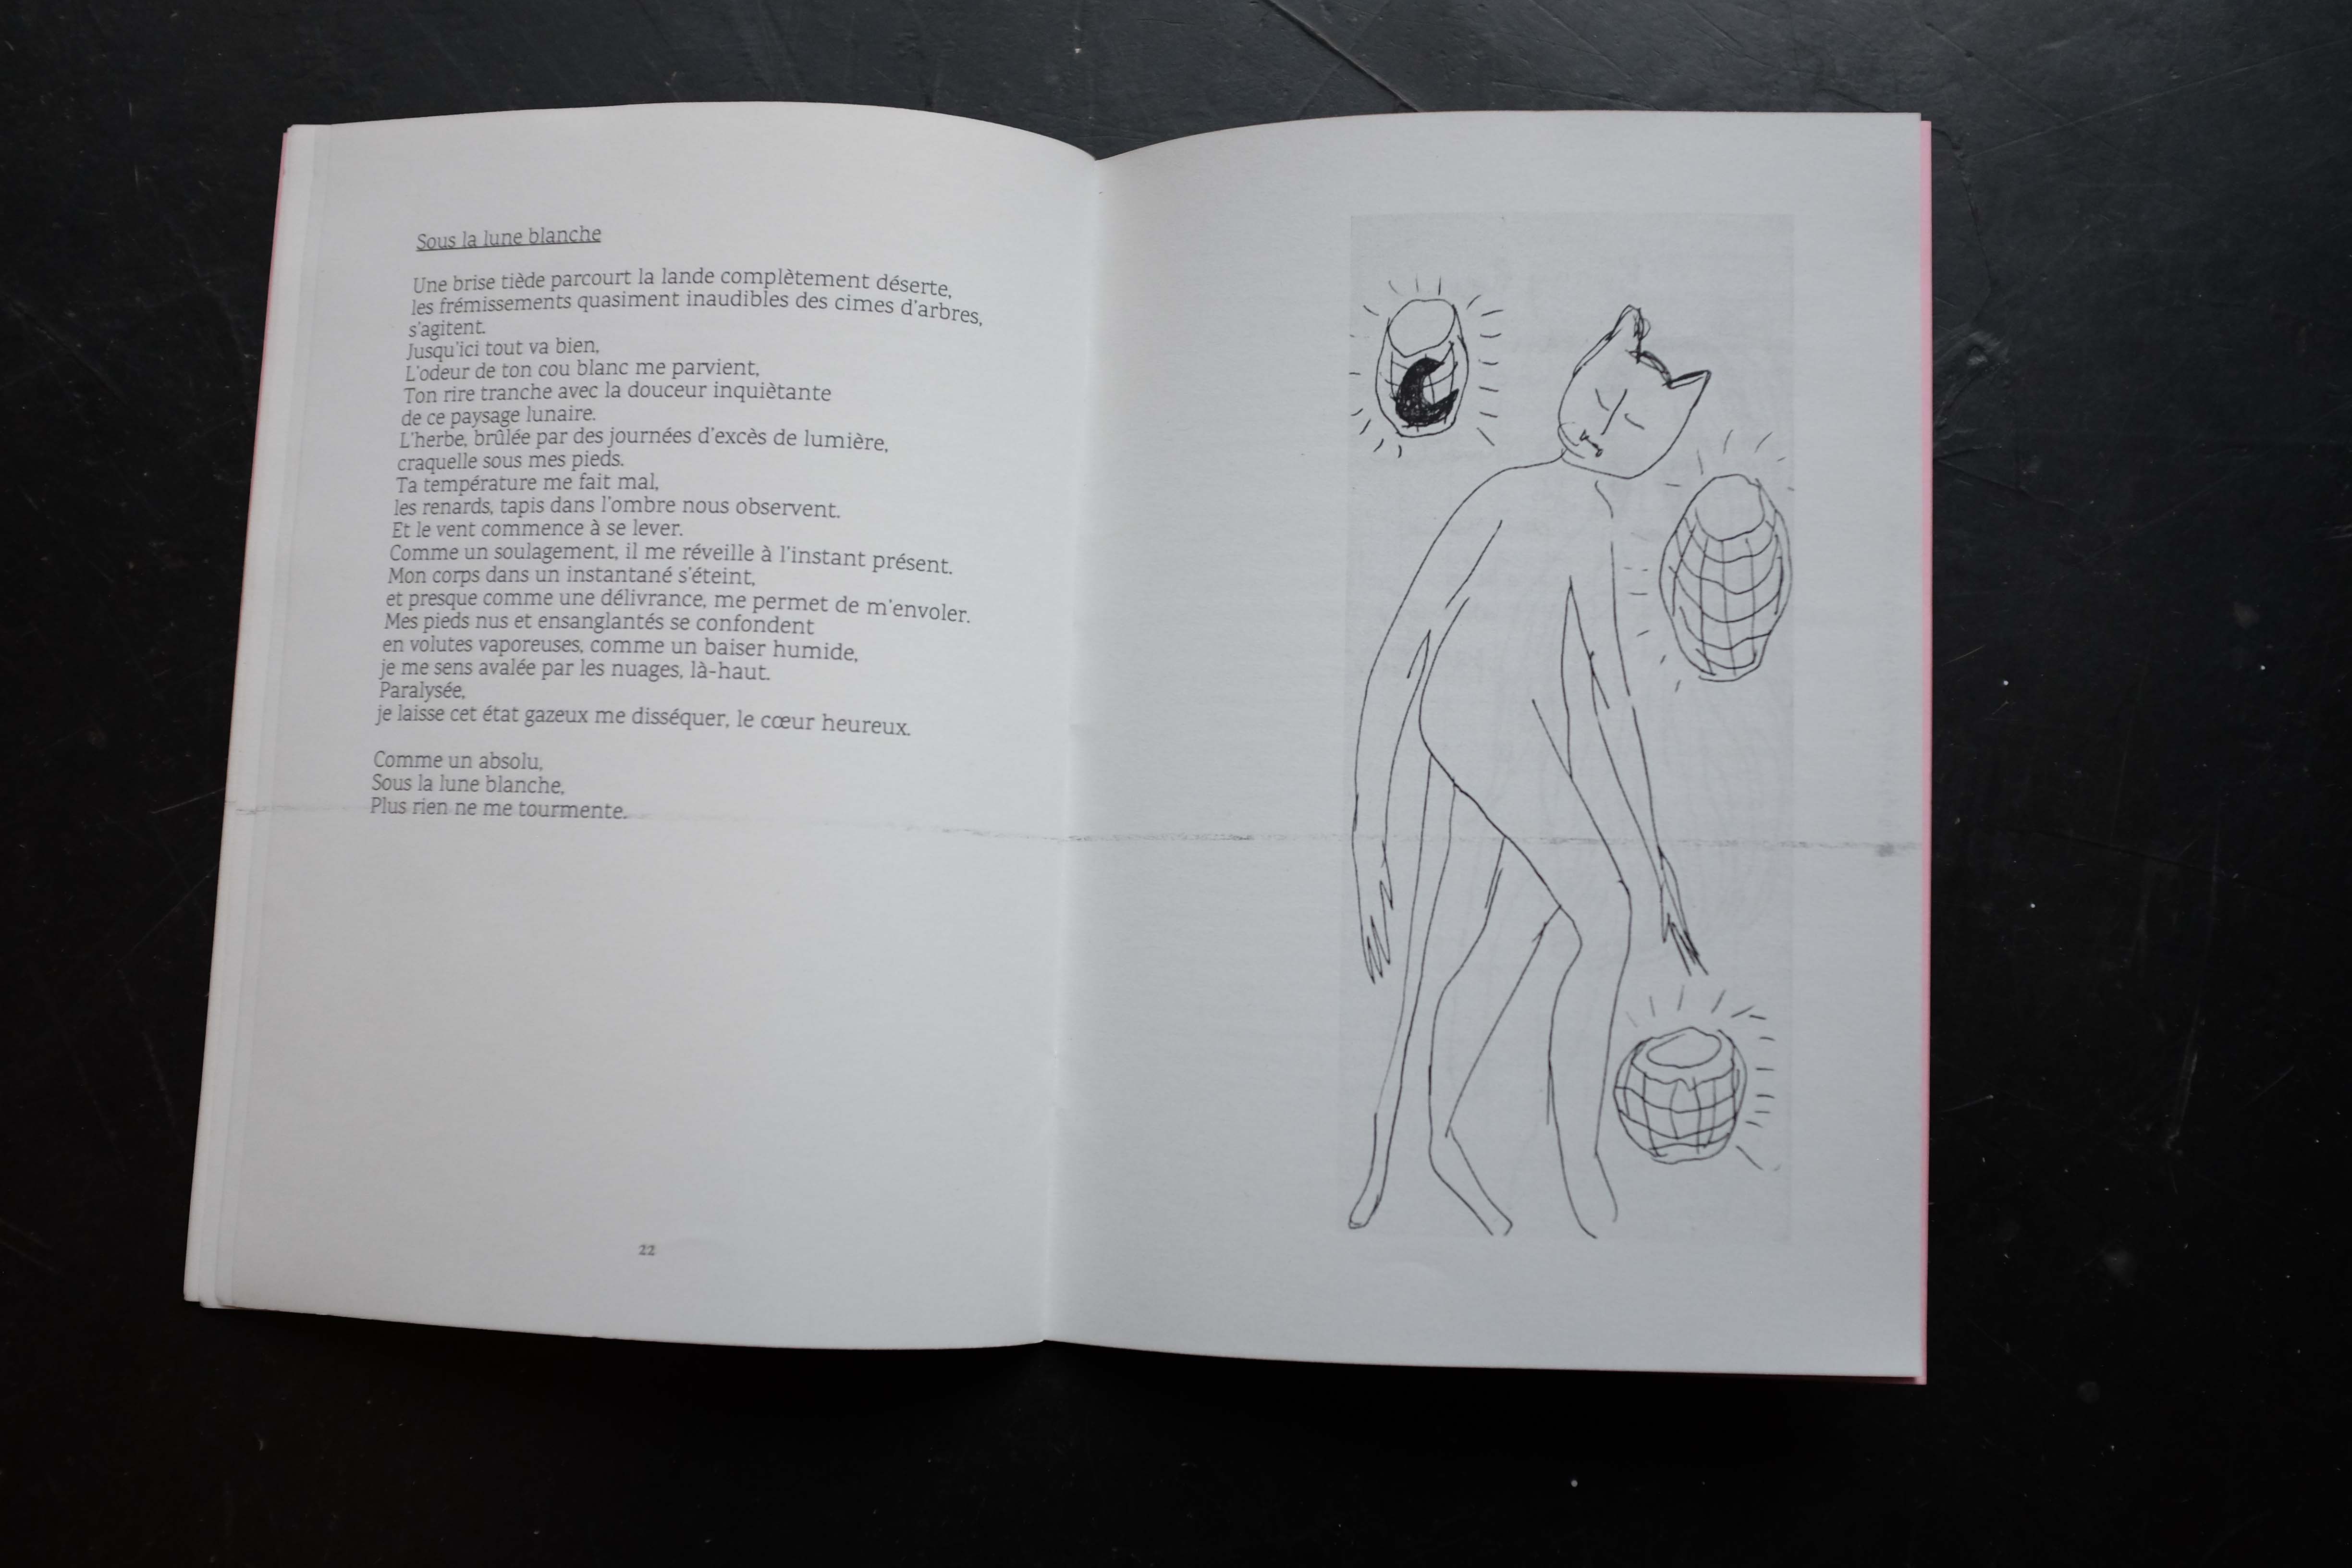 Sous la lune blanche
Une brise tiède parcourt la lande complètement déserte,
les frémissements quasiment inaudibles des cimes d'arbres,
s'agitent.
Jusqu'ici tout va bien,
L'odeur de ton cou blanc me parvient,
Ton rire tranche avec la douceur inquiètante
de ce paysage lunaire.
L'herbe, brûlée par des journées d'excès de lumière,
craquelle sous mes pieds.
Ta température me fait mal,
les renards, tapis dans l'ombre nous observent.
Et le vent commence à se lever.
Comme un soulagement, il me réveille à l'instant présent.
Mon corps dans un instantané s'éteint,
et presque comme une délivrance, me permet de m'envoler.
Mes pieds nus et ensanglantés se confondent
en volutes vaporeuses, comme un baiser humide,
je me sens avalée par les nuages, là-haut.
Paralysée,
je laisse cet état gazeux me disséquer, le cœur heureux.
Comme un absolu,
Sous la lune blanche,
Plus rien ne me tourmente.
22